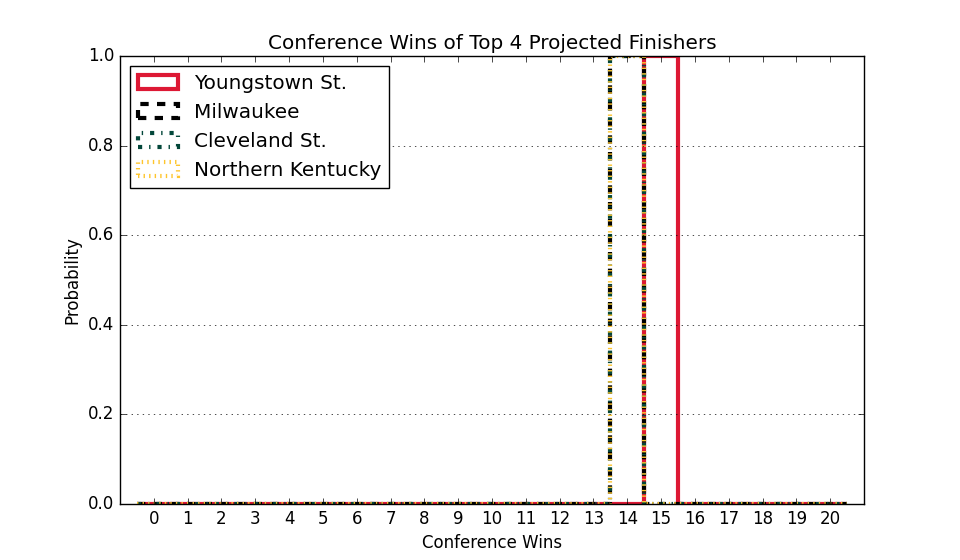 Conference Wins of Top 4 Projected Finishers
1.0
Youngstown St.
Milwaukee
Cleveland St.
Northern Kentucky
0.8
0.6
0.4
0.2
0.0
Probability
0 1 2 3 4 5 6 7 8 9 10 11 12 13 14 15 16 17 18 19 20
Conference Wins